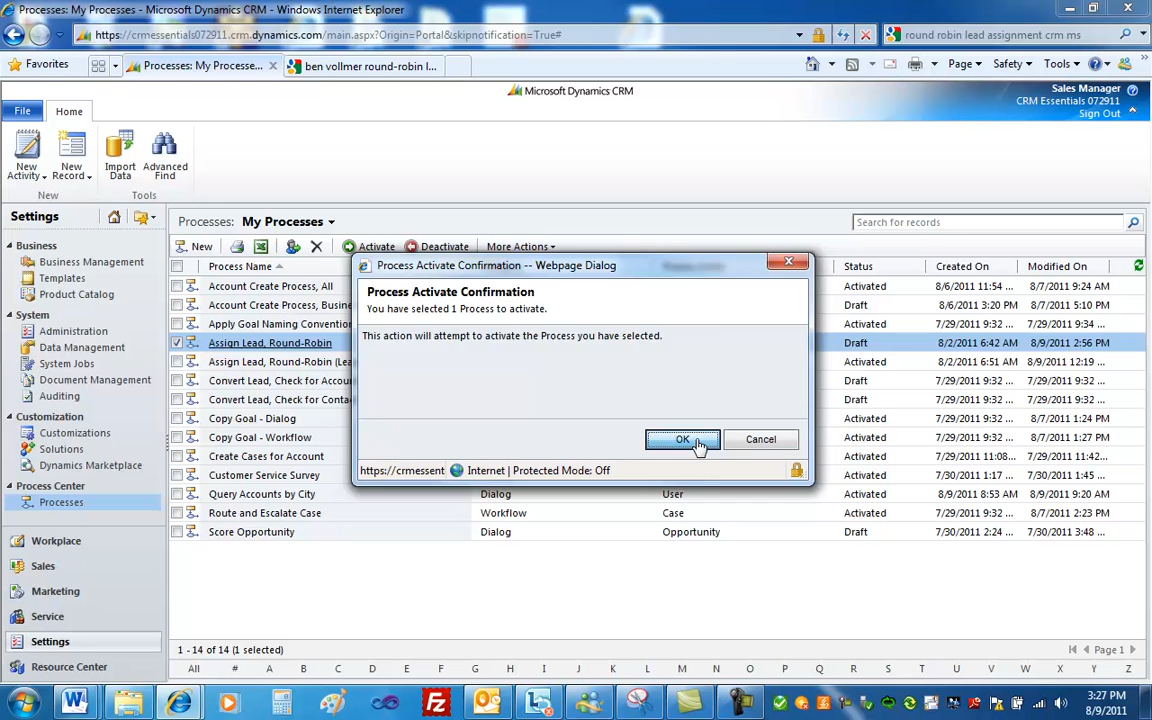 Processes: My Processes - Microsoft Dynamics CRM - Windows Internet Explorer
https://crmessentials072911.crm.dynamics.com/main.aspx?Origin=Portal&skipnotification=True#
round robin lead assignment crm ms
Favorites
Processes: My Processe...
ben vollmer round-robin l...
Page
Safety
Tools
Microsoft Dynamics CRM
Sales Manager
CRM Essentials 072911
Sign Out
File
Home
New Activity
New Record
Import Data
Advanced Find
New
Tools
Settings
Processes: My Processes
Search for records
Business
Business Management
Templates
Product Catalog
System
Administration
Data Management
System Jobs
Document Management
Auditing
Customization
Customizations
Solutions
Dynamics Marketplace
Process Center
Processes
Workplace
Sales
Marketing
Service
Settings
Resource Center
New
Activate
Deactivate
More Actions
Process Name
Status
Created On
Modified On
Account Create Process, All
Activated
8/6/2011 11:54 ...
8/7/2011 9:24 AM
Account Create Process, Busine
Draft
8/6/2011 3:20 PM
8/7/2011 5:10 PM
Apply Goal Naming Convention
Activated
7/29/2011 9:32 ...
7/29/2011 9:34 ...
Assign Lead, Round-Robin
Draft
8/2/2011 6:42 AM
8/9/2011 2:56 PM
Assign Lead, Round-Robin (Lea
Activated
8/2/2011 6:51 AM
8/9/2011 12:19 ...
Convert Lead, Check for Accou
Draft
7/29/2011 9:32 ...
7/29/2011 9:32 ...
Convert Lead, Check for Conta
Draft
7/29/2011 9:32 ...
7/29/2011 9:32 ...
Copy Goal - Dialog
Activated
7/29/2011 9:32 ...
8/7/2011 1:24 PM
Copy Goal - Workflow
Activated
7/29/2011 9:32 ...
8/7/2011 9:32 AM
Create Cases for Account
Activated
7/29/2011 11:08...
7/29/2011 11:42...
Customer Service Survey
Activated
7/30/2011 1:17 ...
7/30/2011 1:45 ...
Query Accounts by City
Dialog
User
Activated
8/9/2011 8:53 AM
8/9/2011 9:20 AM
Route and Escalate Case
Workflow
Case
Activated
7/29/2011 9:32 ...
8/7/2011 2:23 PM
Score Opportunity
Dialog
Opportunity
Draft
7/30/2011 2:24 ...
7/30/2011 3:48 ...
Process Activate Confirmation -- Webpage Dialog
Process Activate Confirmation
You have selected 1 Process to activate.
This action will attempt to activate the Process you have selected.
OK
Cancel
https://crmessent
Internet | Protected Mode: Off
1 - 14 of 14 (1 selected)
Page 1
All # A B C D E F G H I J K L M N O P Q R S T U V W X Y Z
3:27 PM
8/9/2011